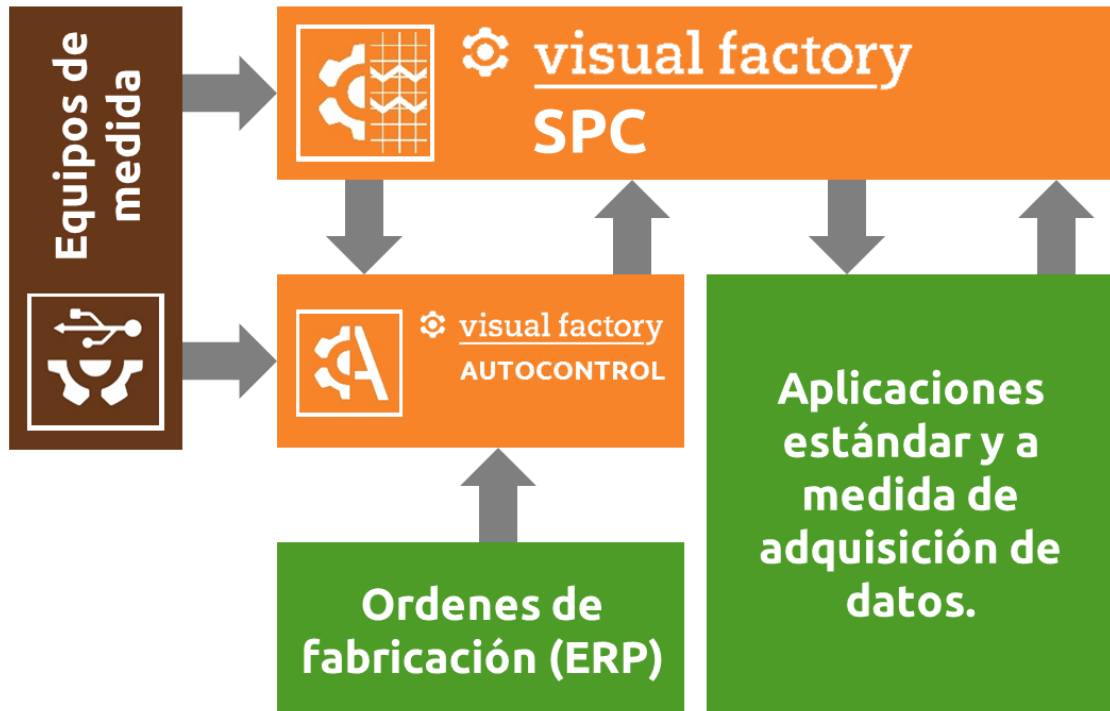 Equipos de
medida
visual factory
SPC
visual factory
AUTOCONTROL
Aplicaciones
estándar y a
medida de
adquisición de
datos.
Ordenes de
fabricación (ERP)